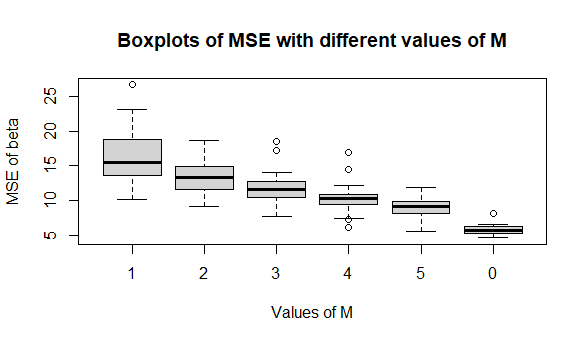 Boxplots of MSE with different values of M
MSE of beta
25
20
15
10
5
1 2 3 4 5 0
Values of M